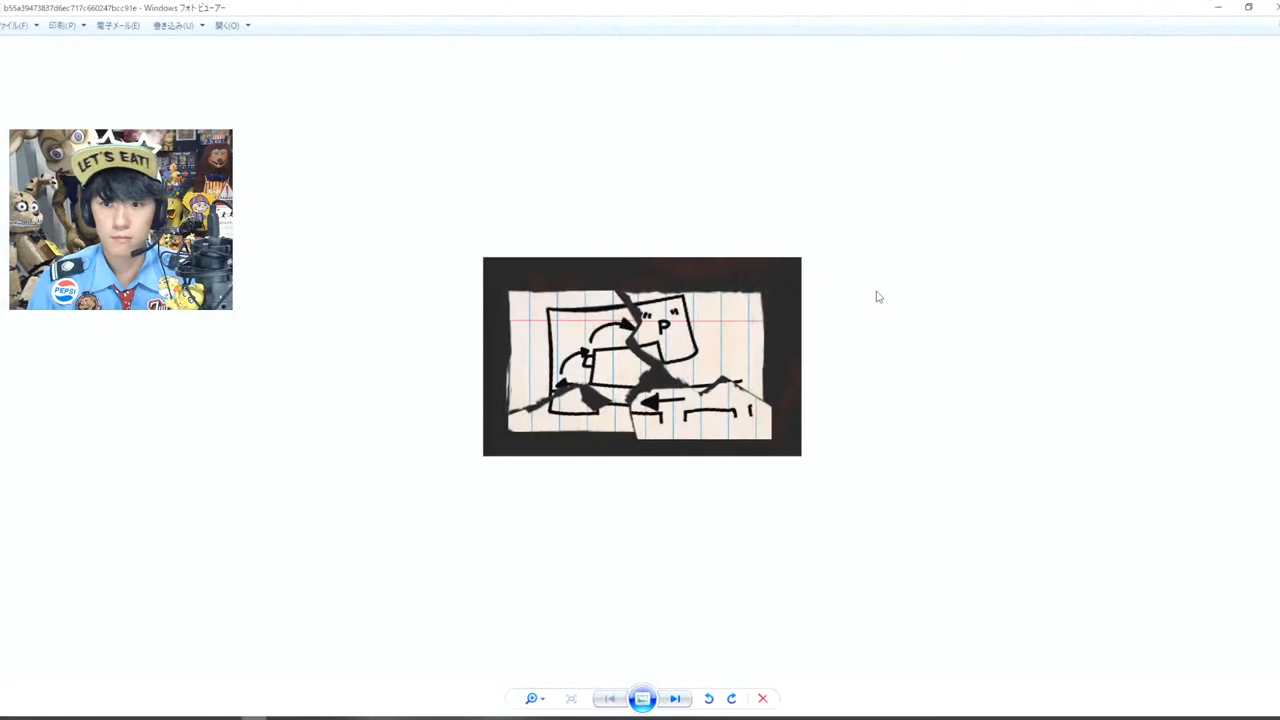 b55a39473837d6ec717c660247bcc91e - Windows フォト ビューアー
ァイル(F) 印刷(P) 電子メール(E) 書き込み(U) 開く(O)
LET'S EAT!
PEPSI
"P"